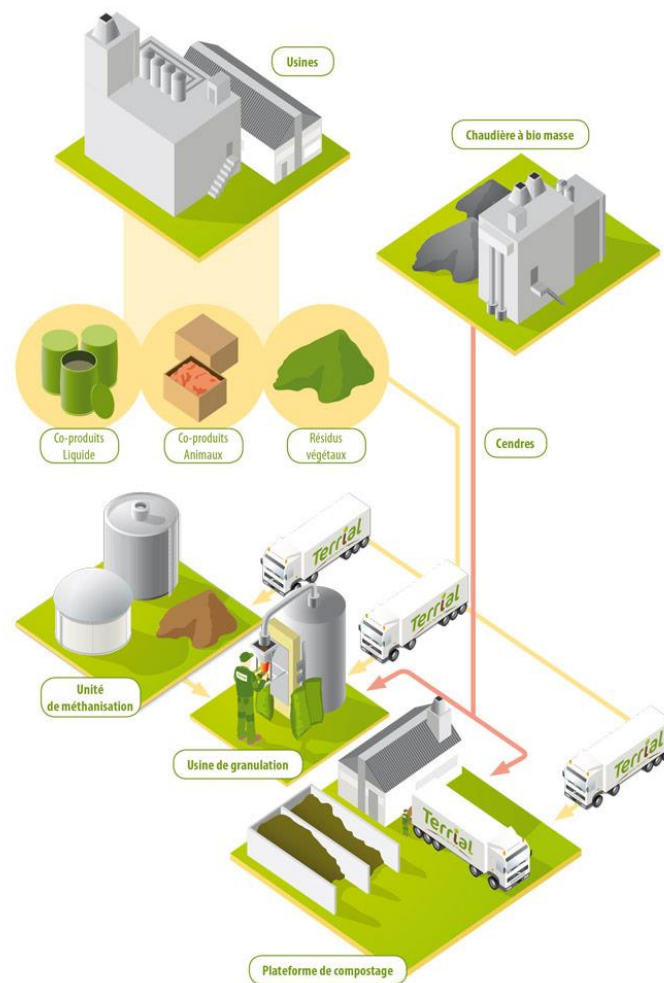 Usines
Chaudière à bio masse
Co-produits
Liquide
Co-produits
Animaux
Résidus
végétaux
Cendres
Terrial
Terrial
Unité
de méthanisation
Usine de granulation
Terrial
Terrial
Plateforme de compostage